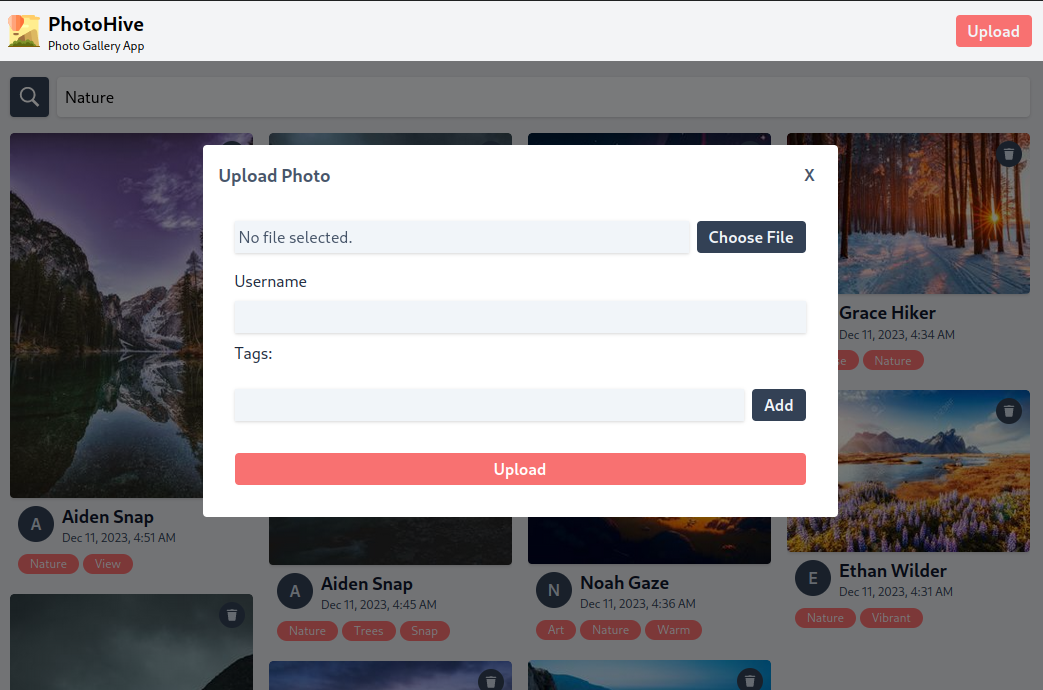 PhotoHive
Photo Gallery App
Upload
Nature
Upload Photo
X
No file selected.
Choose File
Username
Tags:
Add
Upload
A
Aiden Snap
Dec 11, 2023, 4:51 AM
Nature
View
A
Aiden Snap
Dec 11, 2023, 4:45 AM
Nature
Trees
Snap
N
Noah Gaze
Dec 11, 2023, 4:36 AM
Art
Nature
Warm
Grace Hiker
Dec 11, 2023, 4:34 AM
Nature
E
Ethan Wilder
Dec 11, 2023, 4:31 AM
Nature
Vibrant